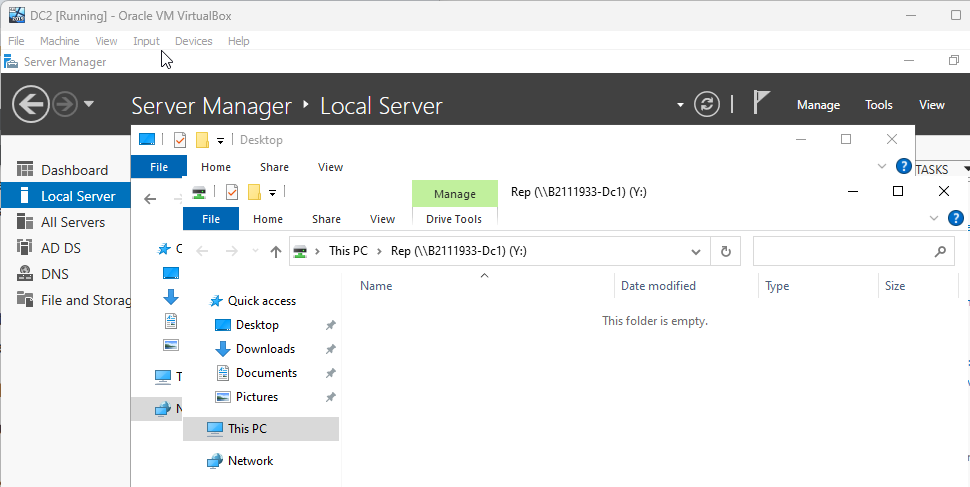 DC2 [Running] - Oracle VM VirtualBox
File Machine View Input Devices Help
Server Manager
Server Manager Local Server
Manage Tools View
Desktop
File Home Share View
TASKS
Dashboard
Local Server
All Servers
AD DS
DNS
File and Storag
Manage
Rep (\\B2111933-Dc1) (Y:)
File Home Share View Drive Tools
This PC Rep (\\B2111933-Dc1) (Y:)
Name Date modified Type Size
This folder is empty.
Quick access
Desktop
Downloads
Documents
Pictures
This PC
Network